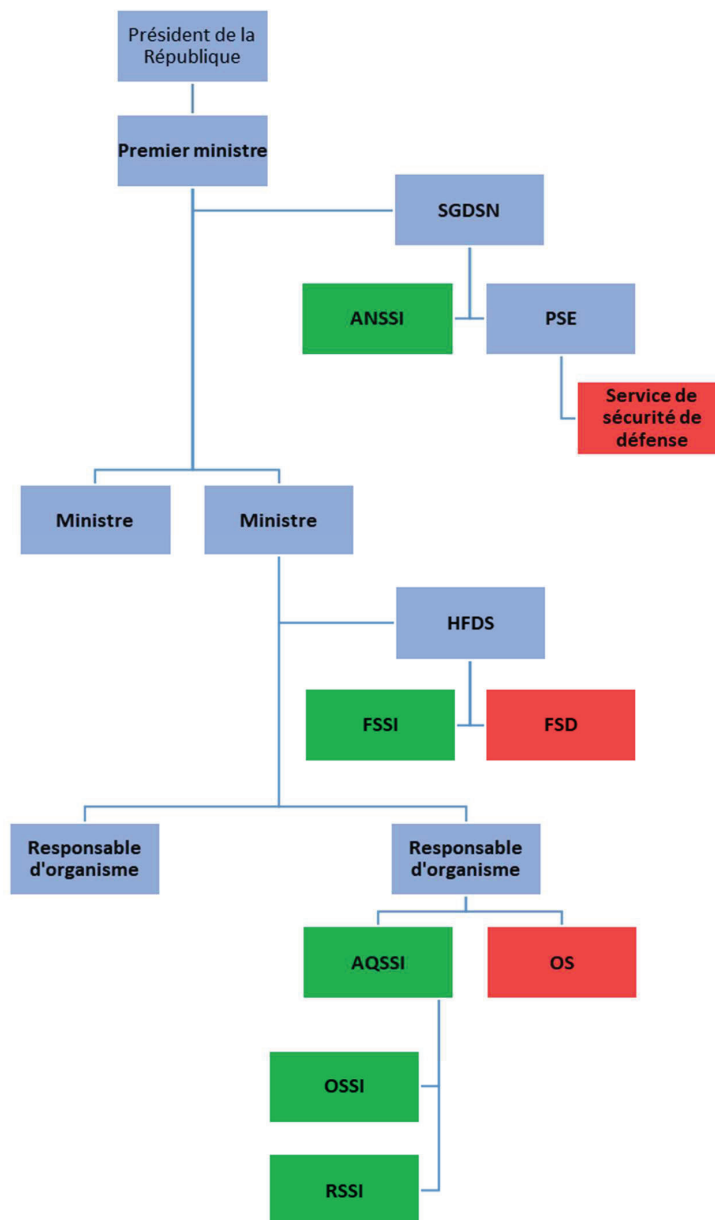 Président de la
République
Premier ministre
SGDSN
ANSSI
PSE
Service de
sécurité de
défense
Ministre
Ministre
HFDS
FSSI
FSD
Responsable
d'organisme
Responsable
d'organisme
AQSSI
OS
OSSI
RSSI